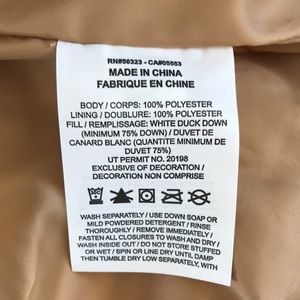 RN#56323 - CA#05553
MADE IN CHINA
FABRIQUE EN CHINE
BODY / CORPS: 100% POLYESTER
LINING / DOUBLURE: 100% POLYESTER
FILL / REMPLISSAGE: WHITE DUCK DOWN
(MINIMUM 75% DOWN) / DUVET DE
CANARD BLANC (QUANTITE MINIMUM DE
DUVET 75%)
UT PERMIT NO. 20198
EXCLUSIVE OF DECORATION /
DECORATION NON COMPRISE
WASH SEPARATELY / USE DOWN SOAP OR
MILD POWDERED DETERGENT / RINSE
THOROUGHLY / REMOVE IMMEDIATELY /
FASTEN ALL CLOSURES TO WASH AND DRY /
WASH INSIDE OUT / DO NOT STORE STUFFED
OR WET / SPIN OR LINE DRY UNTIL DAMP
THEN TUMBLE DRY LOW SEPARATELY, WITH